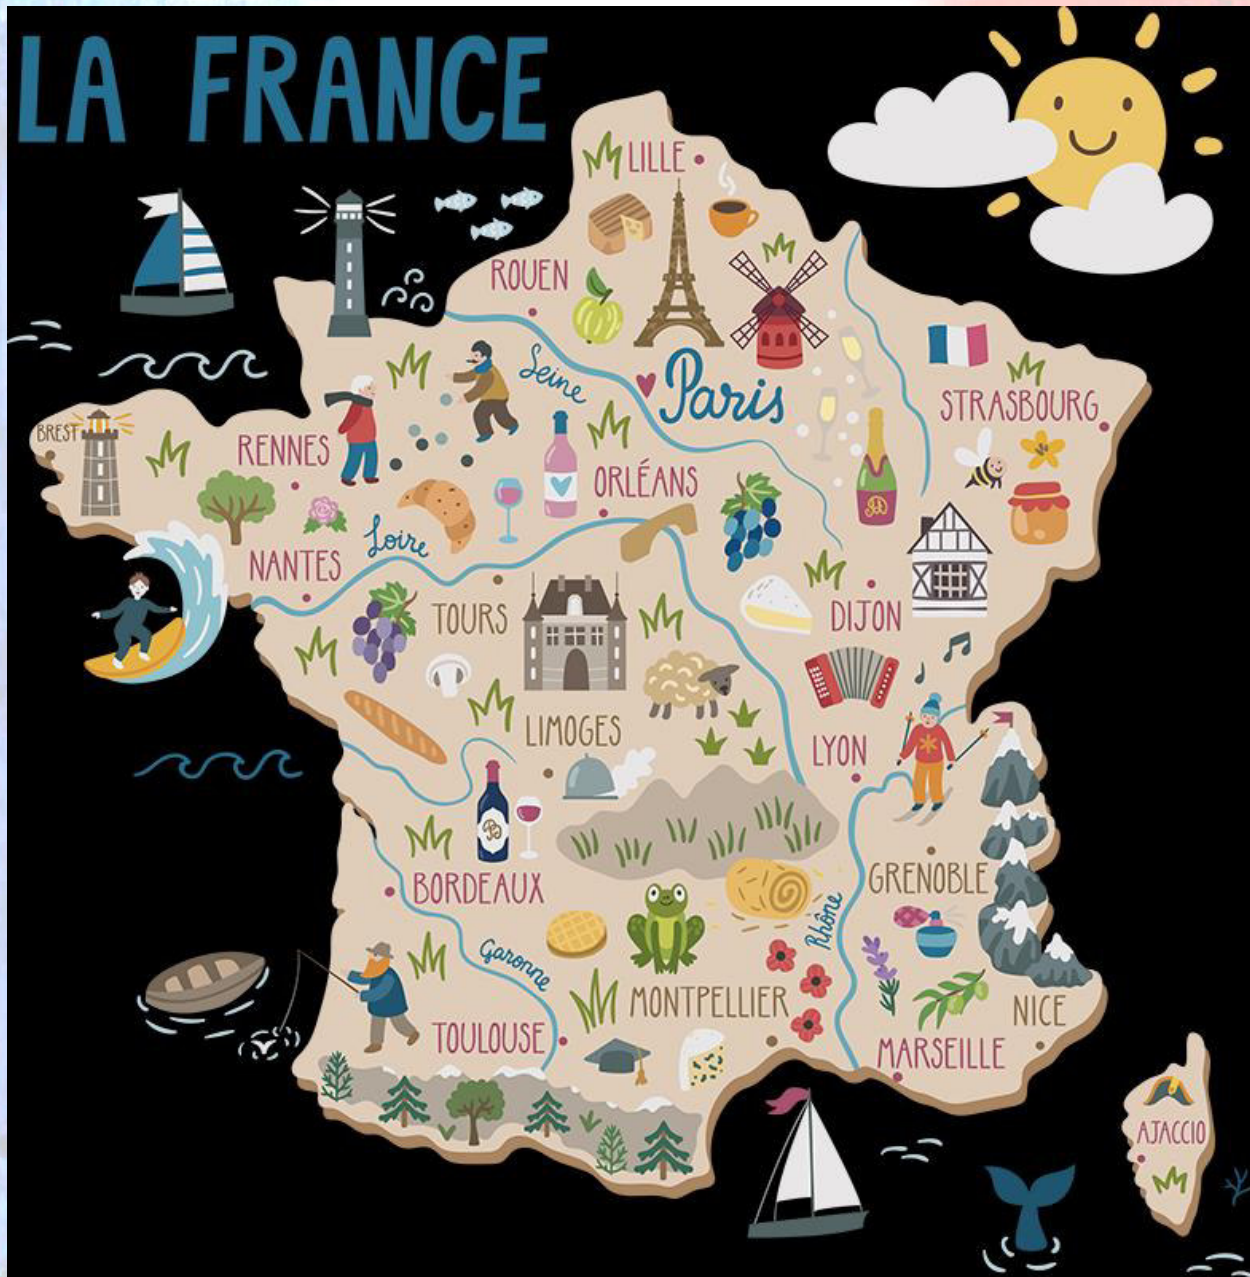 LA FRANCE
LILLE
ROUEN
Seine
Paris
STRASBOURG
BREST
RENNES
ORLÉANS
Loire
NANTES
TOURS
DIJON
LIMOGES
LYON
BORDEAUX
GRENOBLE
Rhône
Garonne
MONTPELLIER
NICE
TOULOUSE
MARSEILLE
AJACCIO